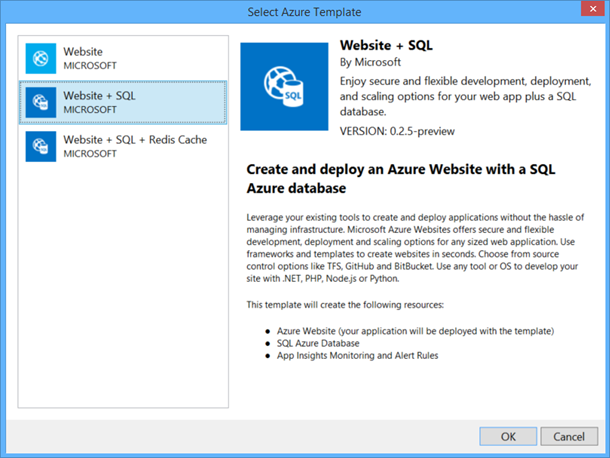 Select Azure Template
Website
MICROSOFT
Website + SQL
MICROSOFT
Website + SQL + Redis Cache
MICROSOFT
SQL
Website + SQL
By Microsoft
Enjoy secure and flexible development, deployment,
and scaling options for your web app plus a SQL
database.
VERSION: 0.2.5-preview
Create and deploy an Azure Website with a SQL
Azure database
Leverage your existing tools to create and deploy applications without the hassle of
managing infrastructure. Microsoft Azure Websites offers secure and flexible
development, deployment and scaling options for any sized web application. Use
frameworks and templates to create websites in seconds. Choose from source
control options like TFS, GitHub and BitBucket. Use any tool or OS to develop your
site with .NET, PHP, Node.js or Python.
This template will create the following resources:
● Azure Website (your application will be deployed with the template)
● SQL Azure Database
● App Insights Monitoring and Alert Rules
OK
Cancel